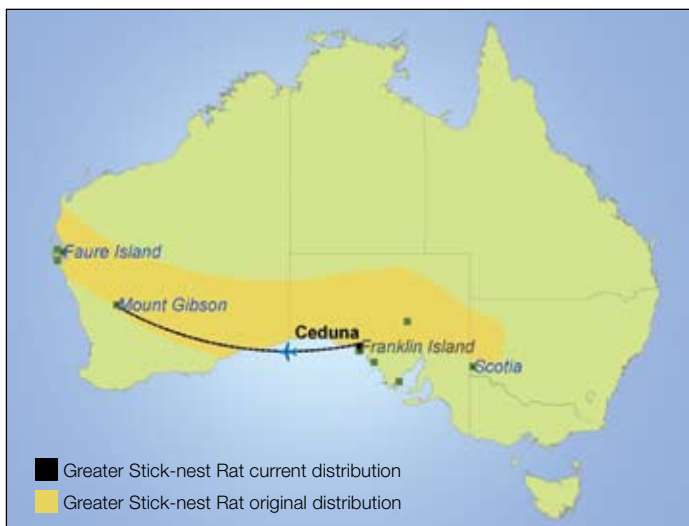 Faure Island
Mount Gibson
Ceduna
Franklin Island
Scotia
Greater Stick-nest Rat current distribution
Greater Stick-nest Rat original distribution